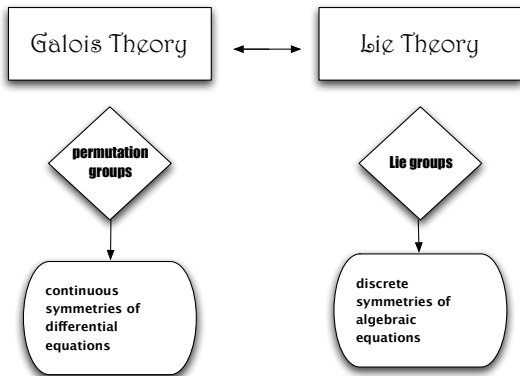 Galois Theory
Lie Theory
permutation
groups
Lie groups
continuous
symmetries of
differential
equations
discrete
symmetries of
algebraic
equations